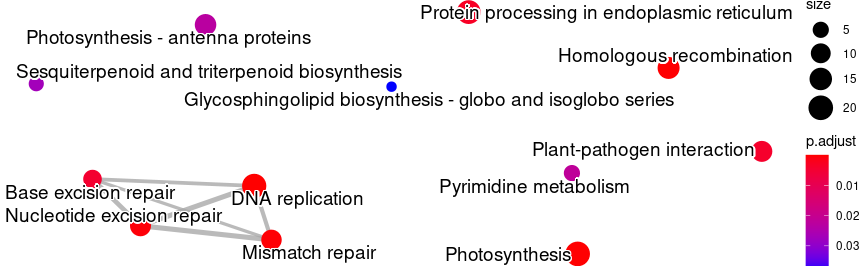 Protein processing in endoplasmic reticulum
Photosynthesis - antenna proteins
Homologous recombination
Sesquiterpenoid and triterpenoid biosynthesis
Glycosphingolipid biosynthesis - globo and isoglobo series
Plant-pathogen interaction
Pyrimidine metabolism
Base excision repair
DNA replication
Nucleotide excision repair
Mismatch repair
Photosynthesis
size
5
10
15
20
p.adjust
0.01
0.02
0.03